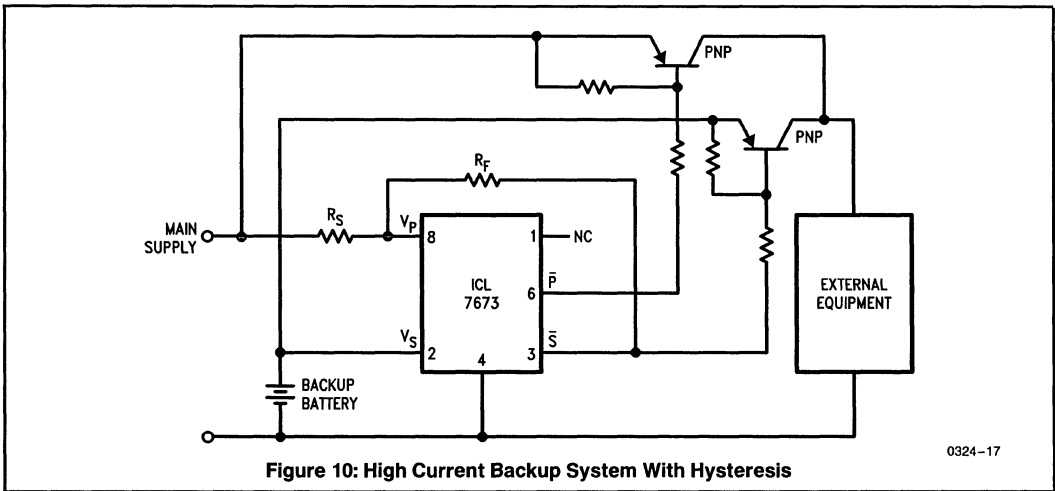 PNP
PNP
R_F
R_S
V_P
MAIN
SUPPLY
8
1
NC
ICL
7673
P̅
6
EXTERNAL
EQUIPMENT
V_S
2
4
3
S̅
BACKUP
BATTERY
0324-17
Figure 10: High Current Backup System With Hysteresis